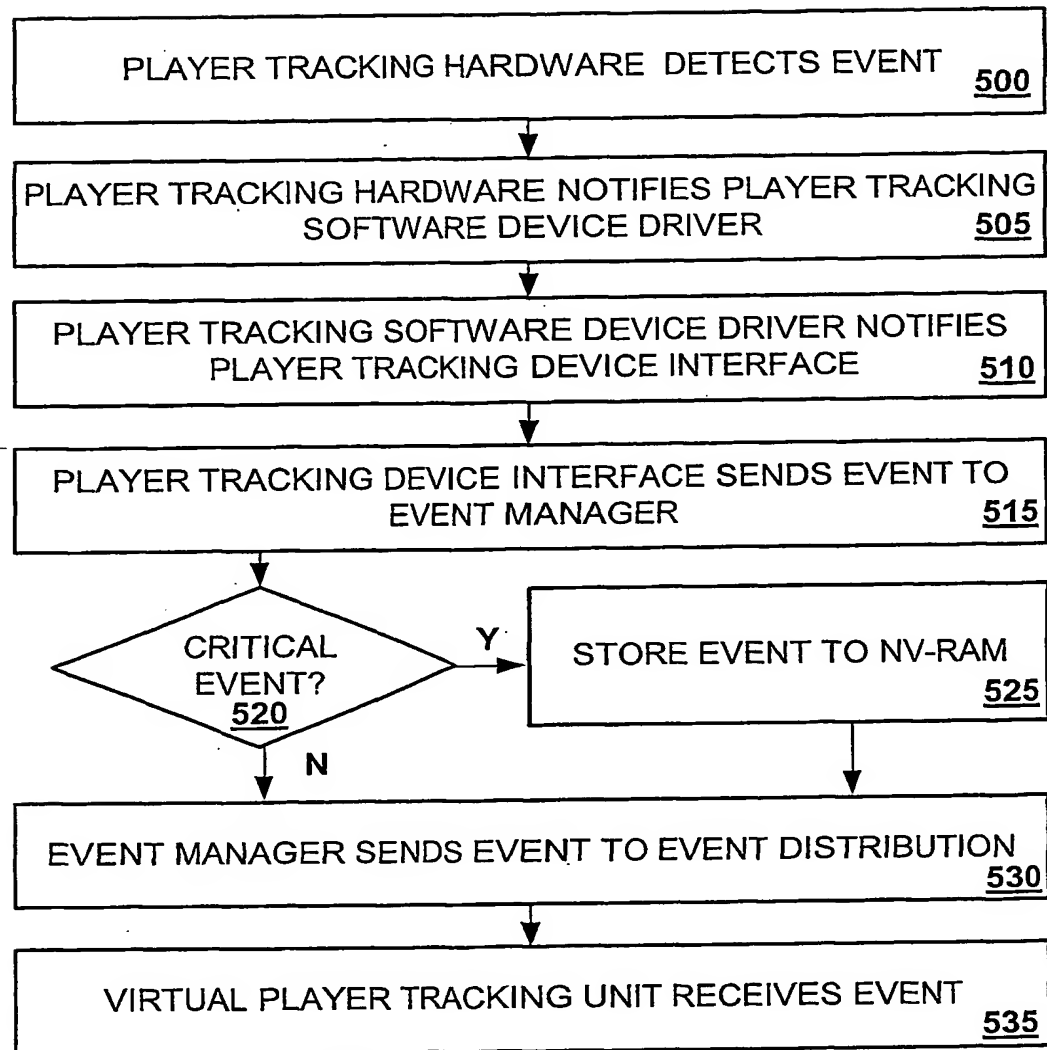 PLAYER TRACKING HARDWARE DETECTS EVENT
500
PLAYER TRACKING HARDWARE NOTIFIES PLAYER TRACKING
SOFTWARE DEVICE DRIVER
505
PLAYER TRACKING SOFTWARE DEVICE DRIVER NOTIFIES
PLAYER TRACKING DEVICE INTERFACE
510
PLAYER TRACKING DEVICE INTERFACE SENDS EVENT TO
EVENT MANAGER
515
CRITICAL
EVENT?
520
Y
N
STORE EVENT TO NV-RAM
525
EVENT MANAGER SENDS EVENT TO EVENT DISTRIBUTION
530
VIRTUAL PLAYER TRACKING UNIT RECEIVES EVENT
535